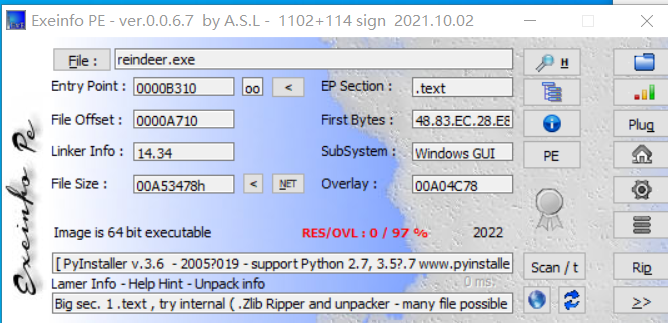 Exeinfo PE - ver.0.0.6.7 by A.S.L - 1102+114 sign 2021.10.02
File : reindeer.exe H
Entry Point : 0000B310 oo < EP Section : .text
File Offset : 0000A710 First Bytes : 48.83.EC.28.E8 Plug
Linker Info : 14.34 SubSystem : Windows GUI PE
File Size : 00A53478h < NET Overlay : 00A04C78
Image is 64 bit executable RES/OVL : 0 / 97 % 2022
[ PyInstaller v.3.6 - 2005?019 - support Python 2.7, 3.5?.7 www.pyinstalle Scan / t Rip
Lamer Info - Help Hint - Unpack info 0 ms.
Big sec. 1 .text , try internal ( .Zlib Ripper and unpacker - many file possible >>
Exeinfo Pe